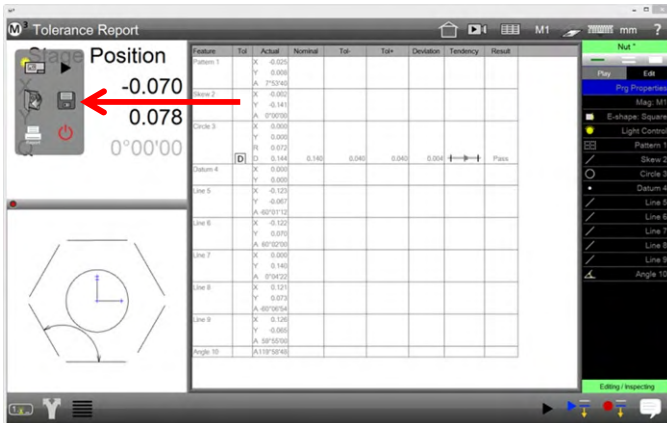 M3 Tolerance Report
M1
mm
?
Stage Position
X
-0.070
Y
0.078
Q
0°00'00
Feature Tol Actual Nominal Tol- Tol+ Deviation Tendency Result
Pattern 1 X -0.025
Y 0.008
A 7°53'40
Skew 2 X -0.002
Y -0.141
A 0°00'00
Circle 3 X 0.000
Y 0.000
R 0.072
D D 0.144 0.140 0.040 0.040 0.004 Pass
Datum 4 X 0.000
Y 0.000
Line 5 X -0.123
Y -0.067
A -60°01'12
Line 6 X -0.122
Y 0.070
A 60°02'00
Line 7 X 0.000
Y 0.140
A 0°04'22
Line 8 X 0.121
Y 0.073
A -60°06'54
Line 9 X 0.126
Y -0.065
A 59°55'00
Angle 10 A119°58'48
Nut
Play Edit
Prg Properties
Mag: M1
E-shape: Square
Light Control
Pattern 1
Skew 2
Circle 3
Datum 4
Line 5
Line 6
Line 7
Line 8
Line 9
Angle 10
Editing / Inspecting